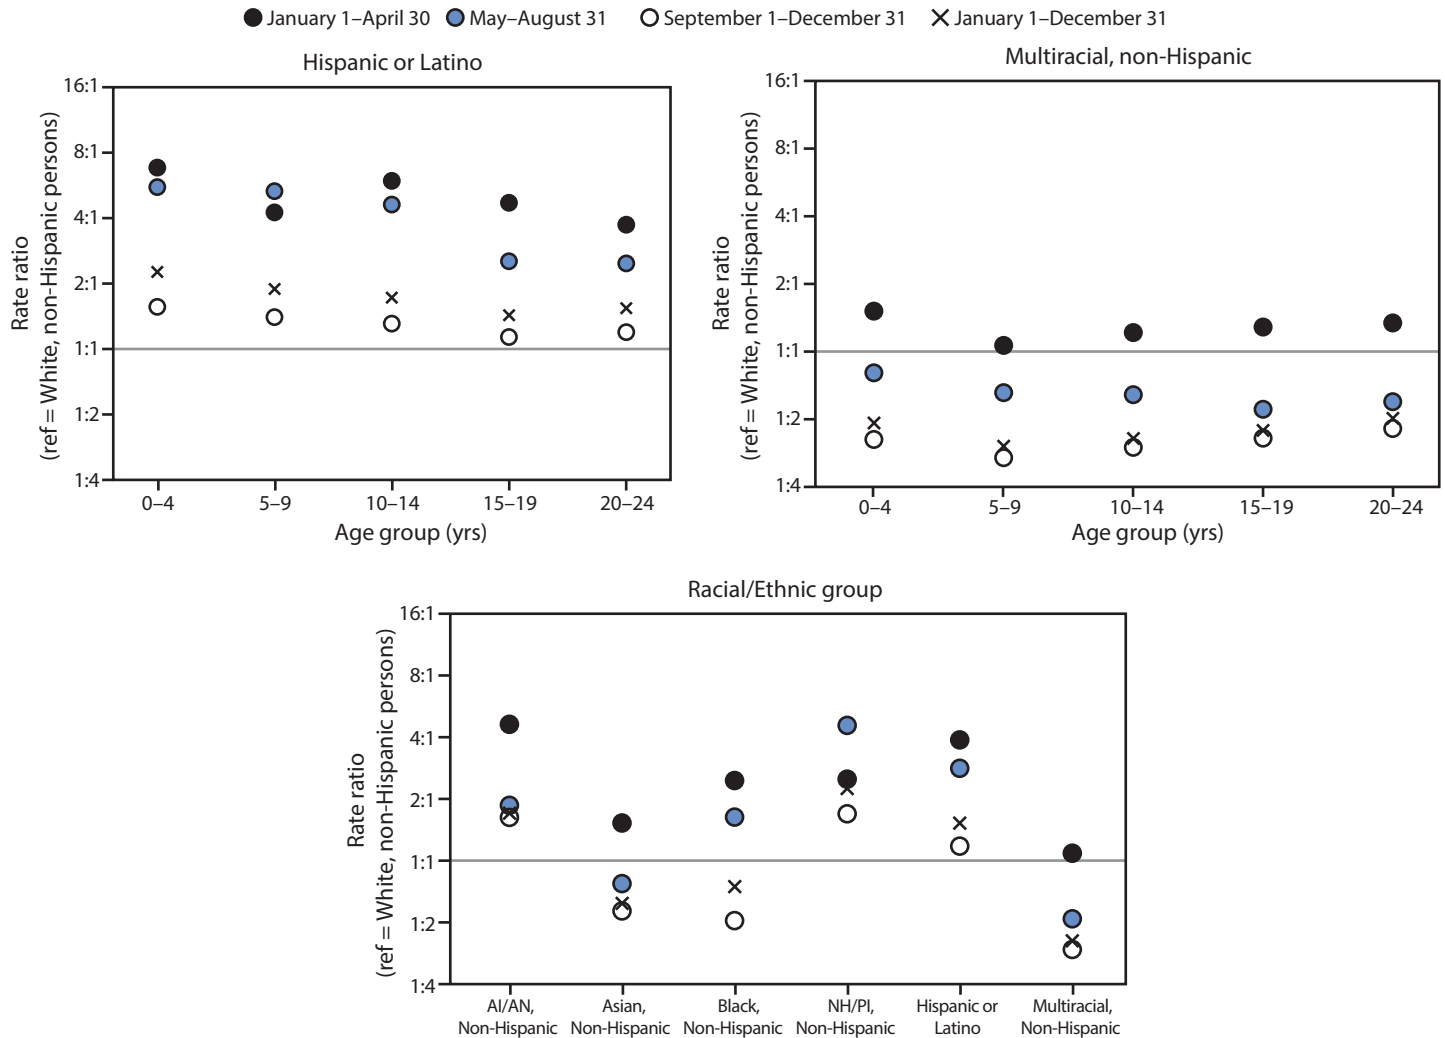 January 1–April 30 May–August 31 September 1–December 31 January 1–December 31
Hispanic or Latino
Rate ratio
(ref = White, non-Hispanic persons)
16:1
8:1
4:1
2:1
1:1
1:2
1:4
0–4 5–9 10–14 15–19 20–24
Age group (yrs)
Multiracial, non-Hispanic
Rate ratio
(ref = White, non-Hispanic persons)
16:1
8:1
4:1
2:1
1:1
1:2
1:4
0–4 5–9 10–14 15–19 20–24
Age group (yrs)
Racial/Ethnic group
Rate ratio
(ref = White, non-Hispanic persons)
16:1
8:1
4:1
2:1
1:1
1:2
1:4
AI/AN,
Non-Hispanic
Asian,
Non-Hispanic
Black,
Non-Hispanic
NH/PI,
Non-Hispanic
Hispanic or
Latino
Multiracial,
Non-Hispanic